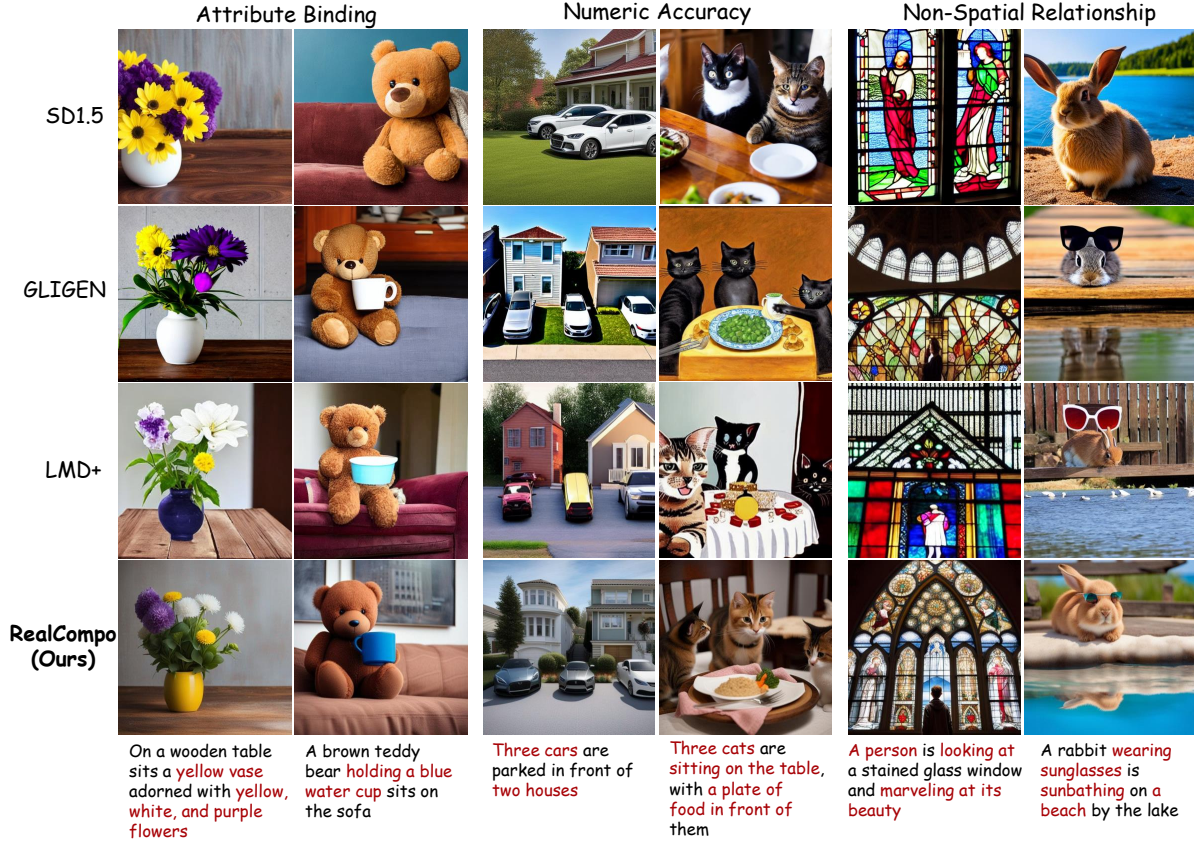 Attribute Binding
Numeric Accuracy
Non-Spatial Relationship
SD1.5
GLIGEN
LMD+
RealCompo
(Ours)
On a wooden table
sits a yellow vase
adorned with yellow,
white, and purple
flowers
A brown teddy
bear holding a blue
water cup sits on
the sofa
Three cars are
parked in front of
two houses
Three cats are
sitting on the table,
with a plate of
food in front of
them
A person is looking at
a stained glass window
and marveling at its
beauty
A rabbit wearing
sunglasses is
sunbathing on a
beach by the lake